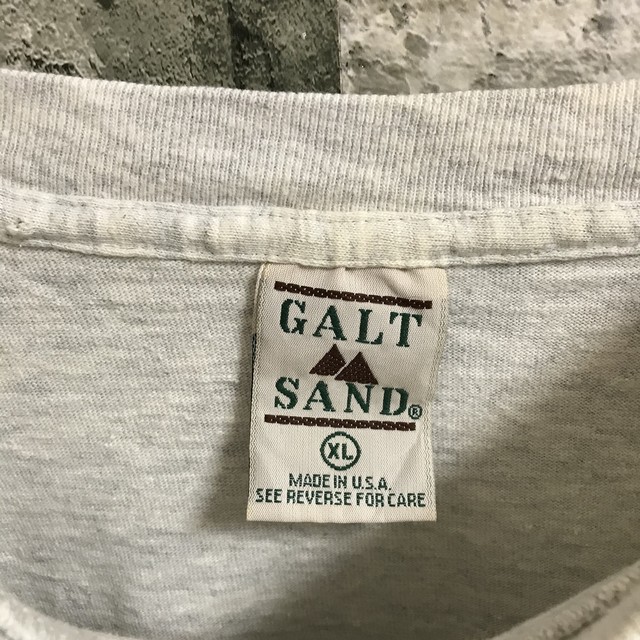 GALT
SAND®
XL
MADE IN U.S.A.
SEE REVERSE FOR CARE